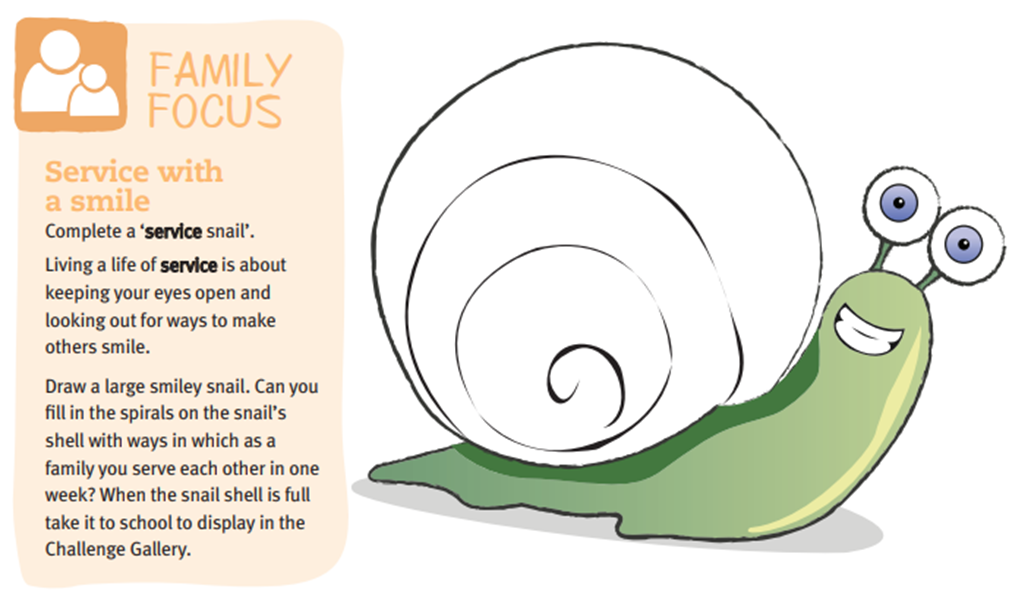 FAMILY
FOCUS
Service with
a smile
Complete a ‘service snail’.
Living a life of service is about
keeping your eyes open and
looking out for ways to make
others smile.
Draw a large smiley snail. Can you
fill in the spirals on the snail’s
shell with ways in which as a
family you serve each other in one
week? When the snail shell is full
take it to school to display in the
Challenge Gallery.